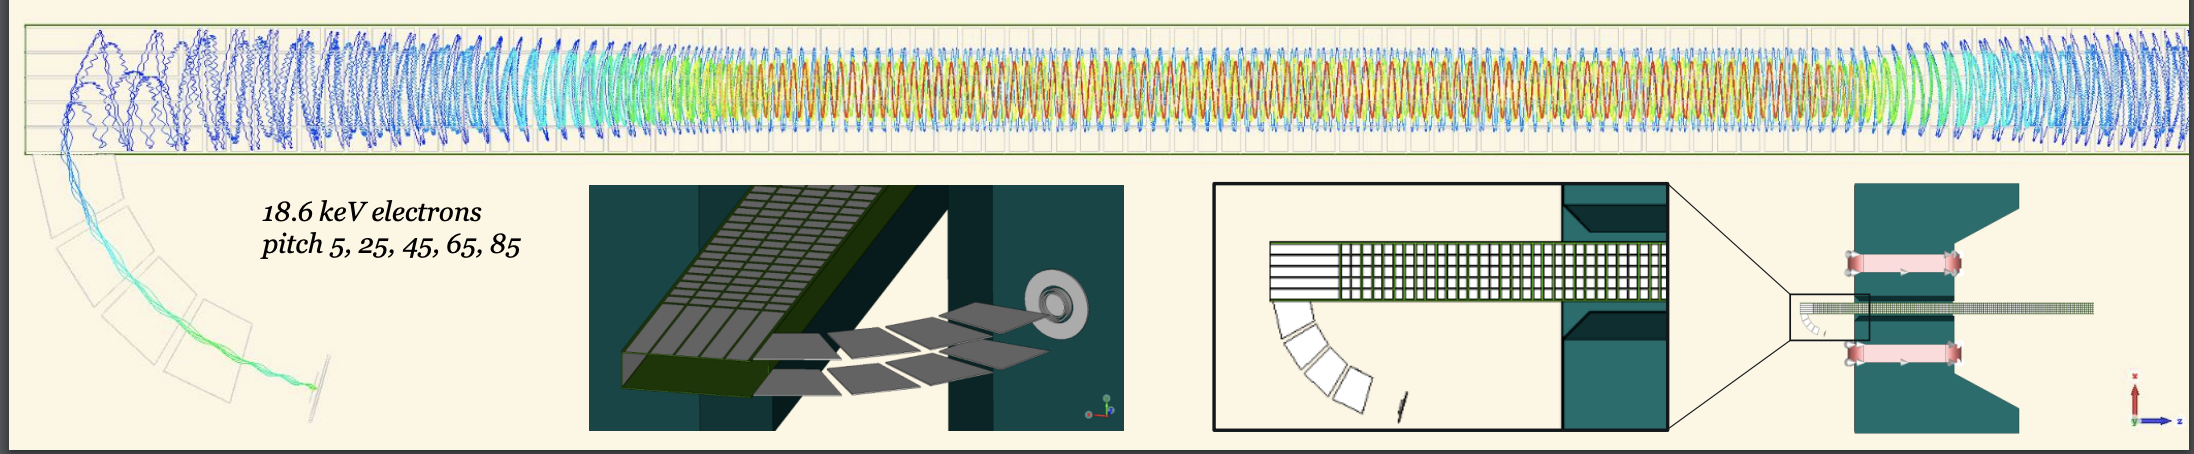 18.6 keV electrons
pitch 5, 25, 45, 65, 85
x
y
z